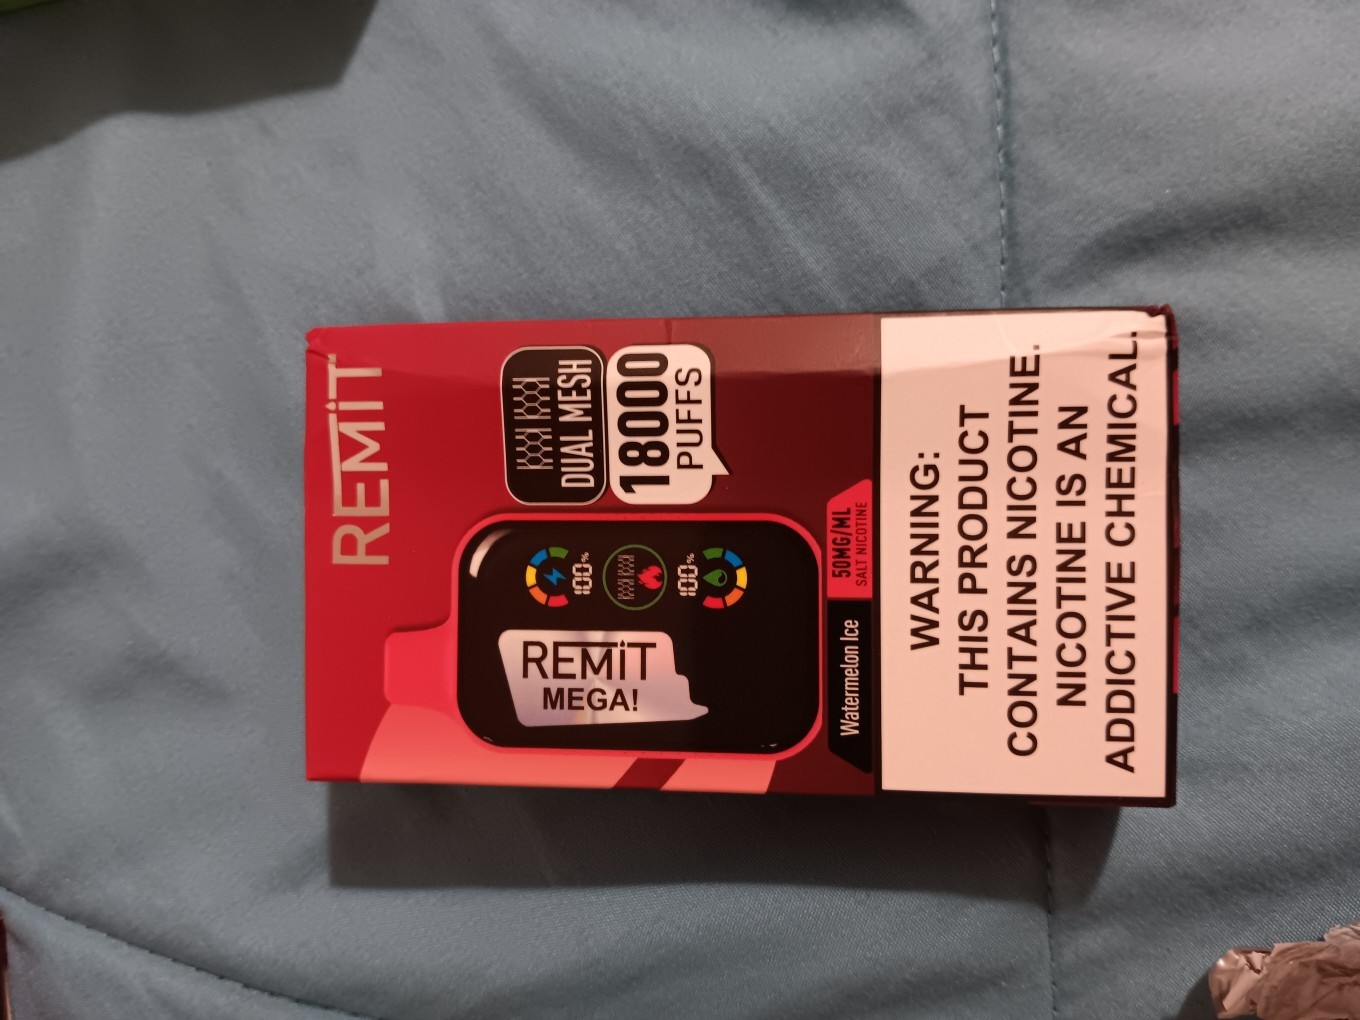 REMiT
DUAL MESH
18000
PUFFS
100%
100%
REMiT
MEGA!
50MG/ML
SALT NICOTINE
Watermelon Ice
WARNING:
THIS PRODUCT
CONTAINS NICOTINE.
NICOTINE IS AN
ADDICTIVE CHEMICAL.